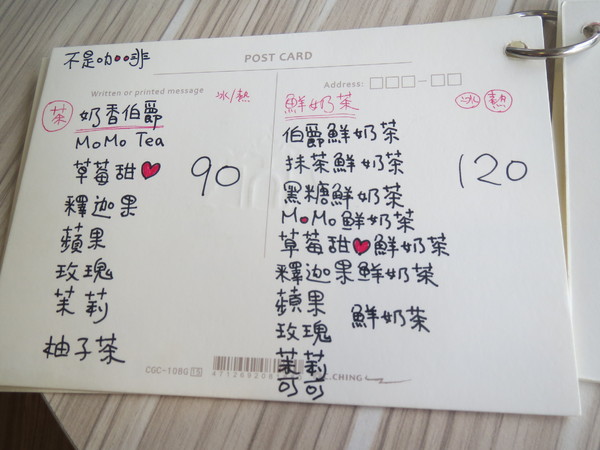 不是咖啡
POST CARD
Written or printed message
冰/熱
茶 奶香伯爵
MoMo Tea
草莓甜♥
釋迦果
蘋果
玫瑰
茉莉
柚子茶
90
CGC-108G 15
Address: □□□-□□
鮮奶茶
冰 熱
伯爵鮮奶茶
抹茶鮮奶茶
黑糖鮮奶茶
MoMo鮮奶茶
草莓甜♥鮮奶茶
釋迦果鮮奶茶
蘋果
玫瑰 鮮奶茶
茉莉
可可
120